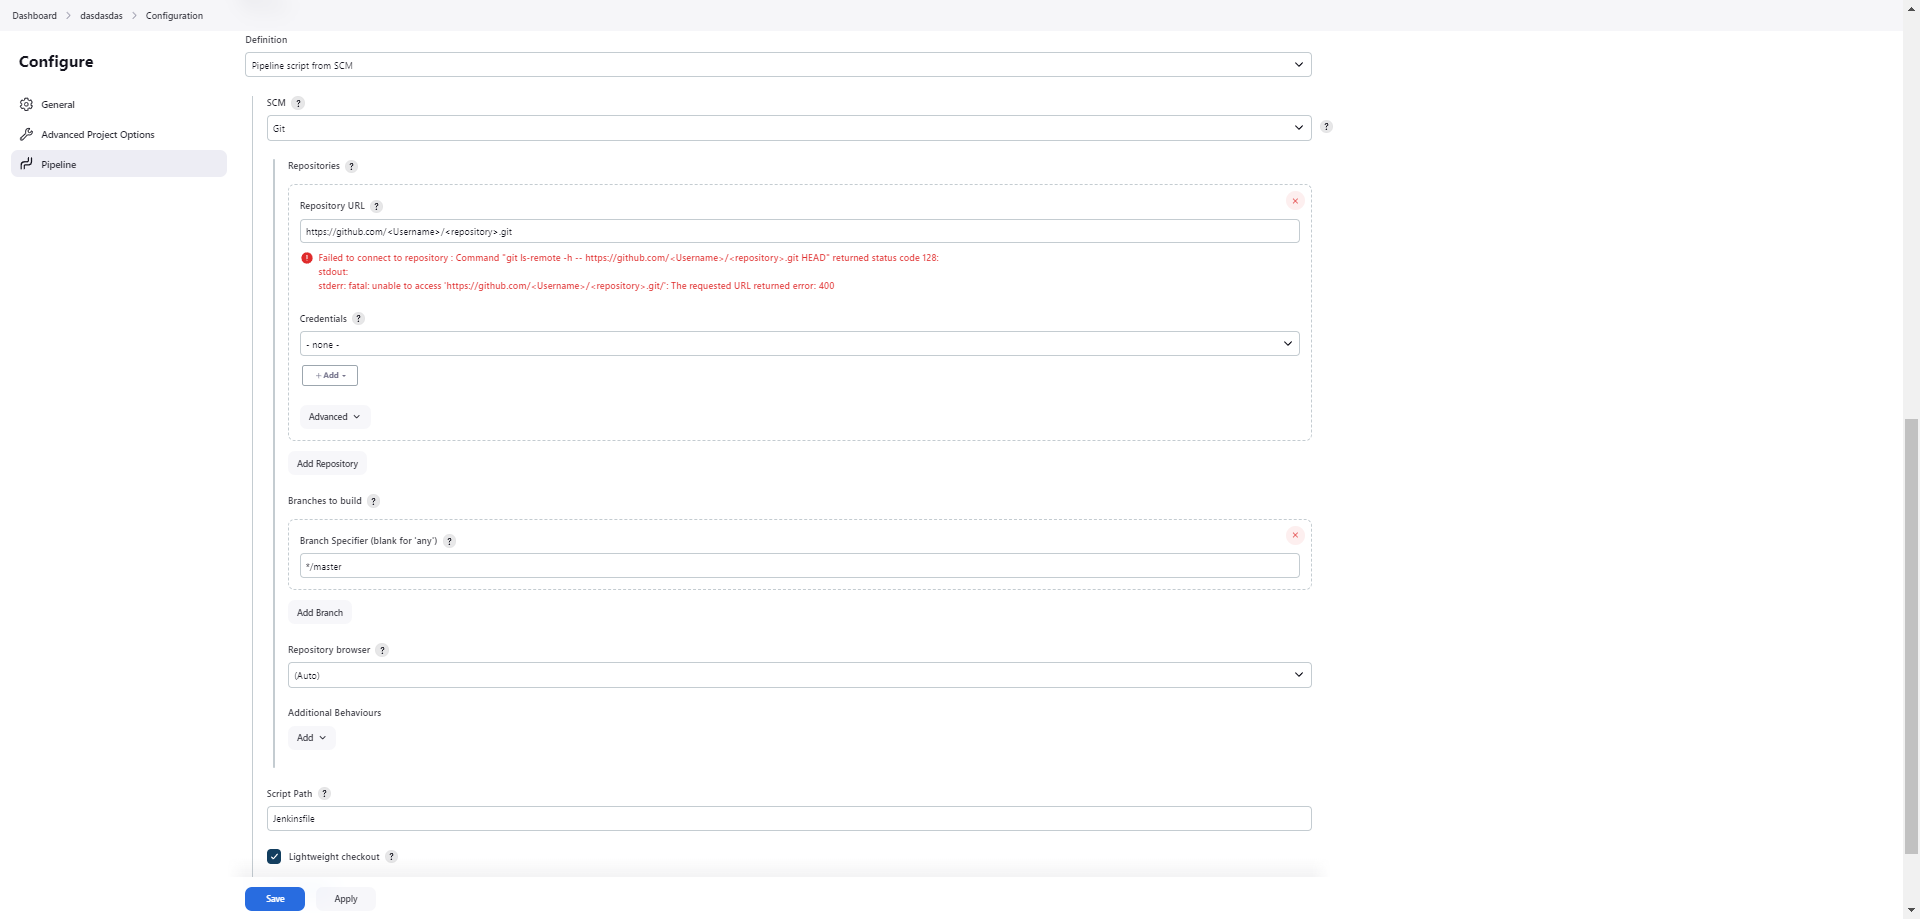 Dashboard > dasdasdas > Configuration
Configure
General
Advanced Project Options
Pipeline
Definition
Pipeline script from SCM
SCM ?
Git
?
Repositories ?
Repository URL ?
https://github.com/<Username>/<repository>.git
Failed to connect to repository : Command "git ls-remote -h -- https://github.com/<Username>/<repository>.git HEAD" returned status code 128:
stdout:
stderr: fatal: unable to access 'https://github.com/<Username>/<repository>.git/': The requested URL returned error: 400
Credentials ?
- none -
+ Add
Advanced
Add Repository
Branches to build ?
Branch Specifier (blank for 'any') ?
*/master
Add Branch
Repository browser ?
(Auto)
Additional Behaviours
Add
Script Path ?
Jenkinsfile
Lightweight checkout ?
Save
Apply